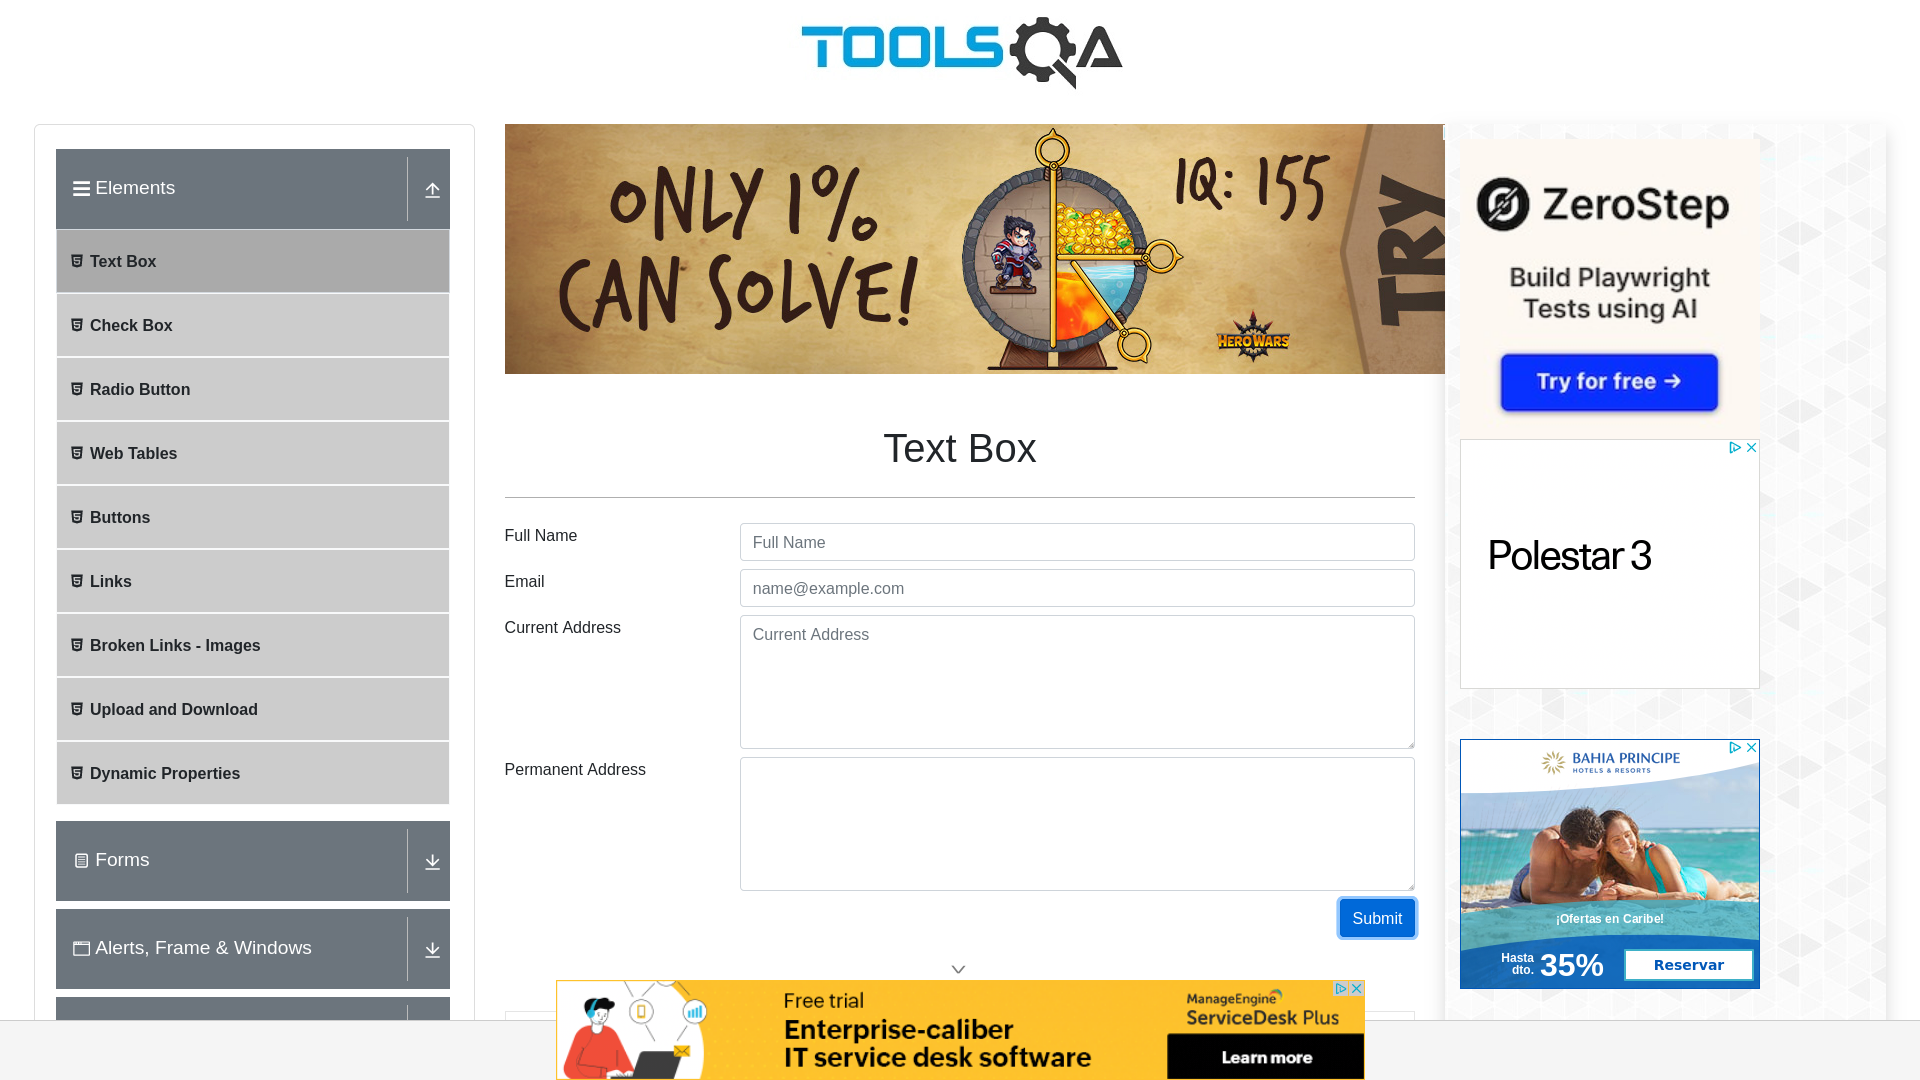 TOOLSQA
Elements
Text Box
Check Box
Radio Button
Web Tables
Buttons
Links
Broken Links - Images
Upload and Download
Dynamic Properties
Forms
Alerts, Frame & Windows
ONLY 1%
CAN SOLVE!
IQ: 155
HERO WARS
TRY
Text Box
Full Name
Full Name
Email
name@example.com
Current Address
Current Address
Permanent Address
Submit
ZeroStep
Build Playwright
Tests using AI
Try for free →
Polestar 3
BAHIA PRINCIPE
HOTELS & RESORTS
¡Ofertas en Caribe!
Hasta
dto.
35%
Reservar
Free trial
Enterprise-caliber
IT service desk software
ManageEngine
ServiceDesk Plus
Learn more